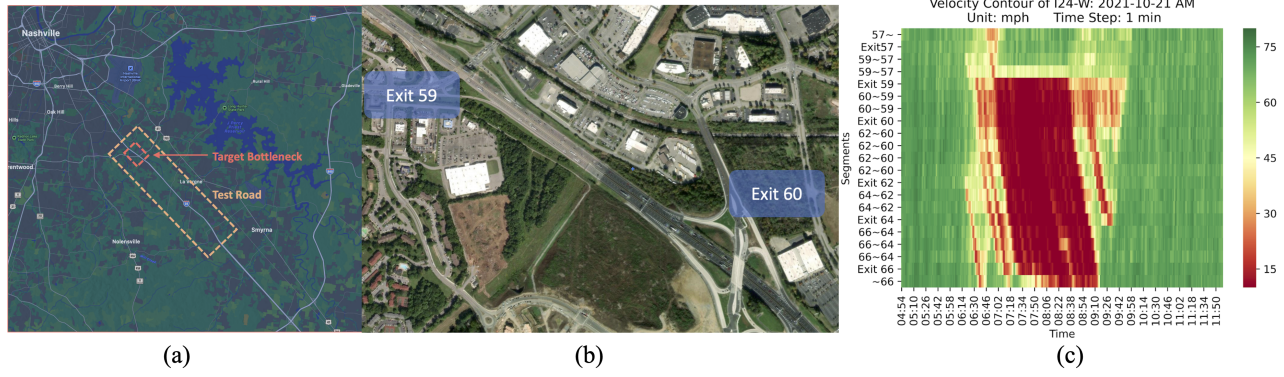 Nashville
Berry Hill
Oak Hill
Rural Hill
Target Bottleneck
La Vergne
Test Road
Smyrna
Nolensville
(a)
Exit 59
Exit 60
(b)
Velocity Contour of I24-W: 2021-10-21 AM
Unit: mph Time Step: 1 min
Segments
57~
Exit57
59~57
59~57
Exit 59
60~59
60~59
Exit 60
62~60
62~60
62~60
62~60
Exit 62
64~62
64~62
Exit 64
66~64
66~64
66~64
Exit 66
~66
04:54
05:10
05:26
05:42
05:58
06:14
06:30
06:46
07:02
07:18
07:34
07:50
08:06
08:22
08:38
08:54
09:10
09:26
09:42
09:58
10:14
10:30
10:46
11:02
11:18
11:34
11:50
Time
75
60
45
30
15
(c)